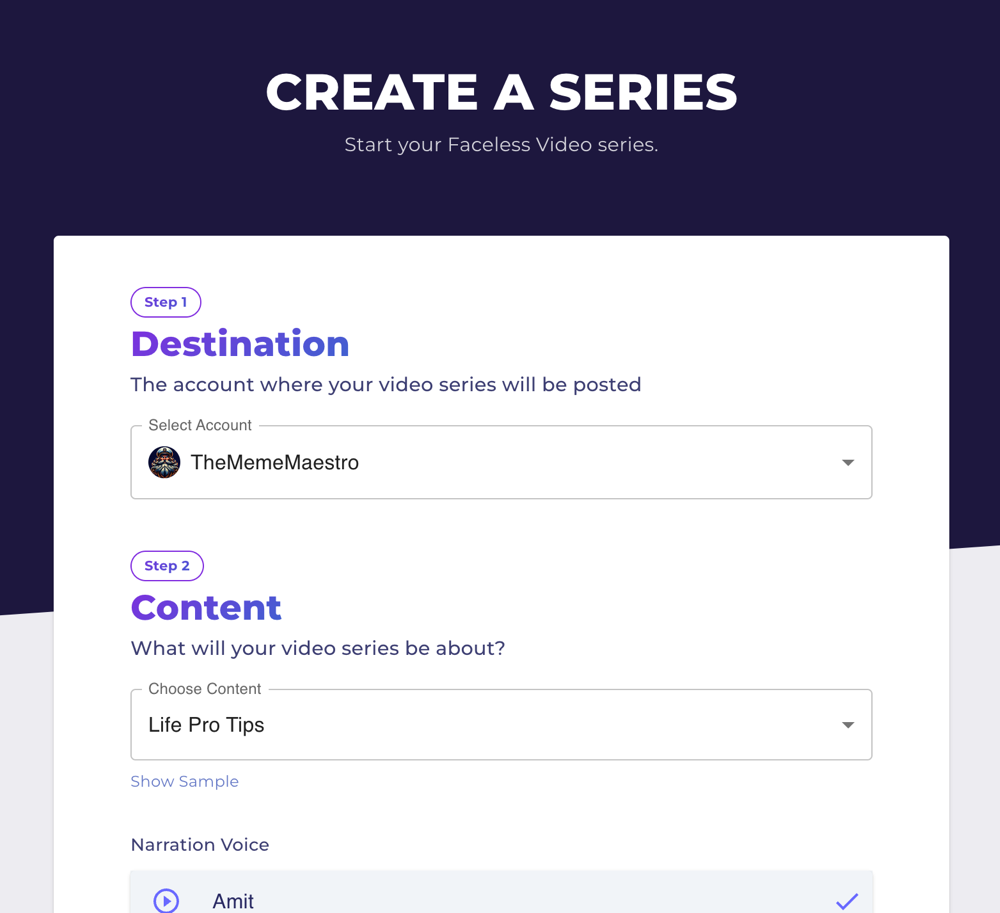 CREATE A SERIES
Start your Faceless Video series.
Step 1
Destination
The account where your video series will be posted
Select Account
TheMemeMaestro
Step 2
Content
What will your video series be about?
Choose Content
Life Pro Tips
Show Sample
Narration Voice
Amit